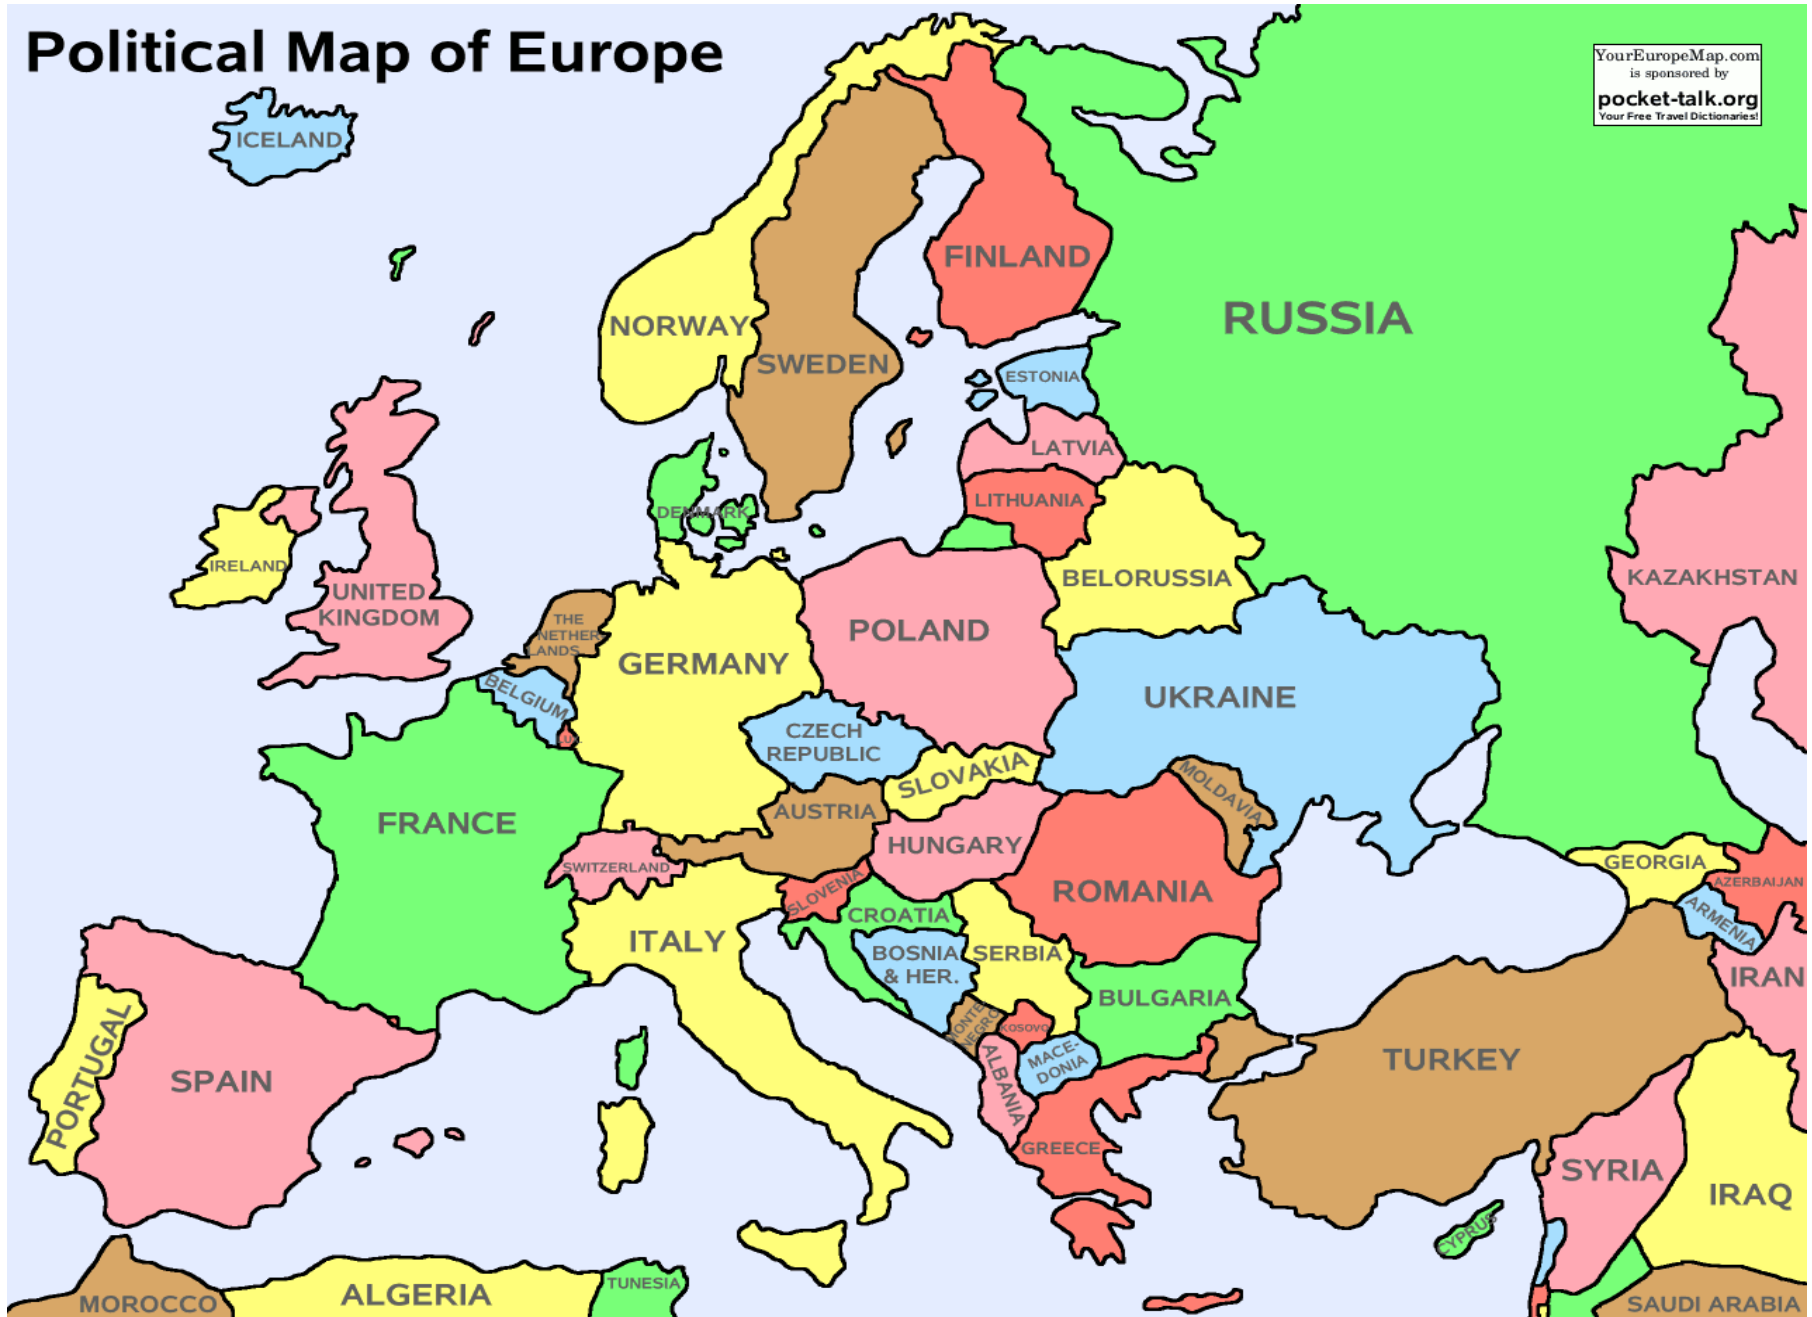 Political Map of Europe
YourEuropeMap.com
is sponsored by
pocket-talk.org
Your Free Travel Dictionaries!
ICELAND
FINLAND
RUSSIA
NORWAY
SWEDEN
ESTONIA
LATVIA
LITHUANIA
DENMARK
IRELAND
UNITED
KINGDOM
BELORUSSIA
KAZAKHSTAN
THE
NETHER
LANDS
POLAND
GERMANY
BELGIUM
LUX.
UKRAINE
CZECH
REPUBLIC
SLOVAKIA
MOLDAVIA
FRANCE
AUSTRIA
HUNGARY
SWITZERLAND
SLOVENIA
ROMANIA
GEORGIA
AZERBAIJAN
ARMENIA
CROATIA
ITALY
BOSNIA
& HER.
SERBIA
IRAN
BULGARIA
MONTE
NEGRO
KOSOVO
PORTUGAL
SPAIN
MACE-
DONIA
ALBANIA
TURKEY
GREECE
SYRIA
IRAQ
CYPRUS
MOROCCO
ALGERIA
TUNESIA
SAUDI ARABIA